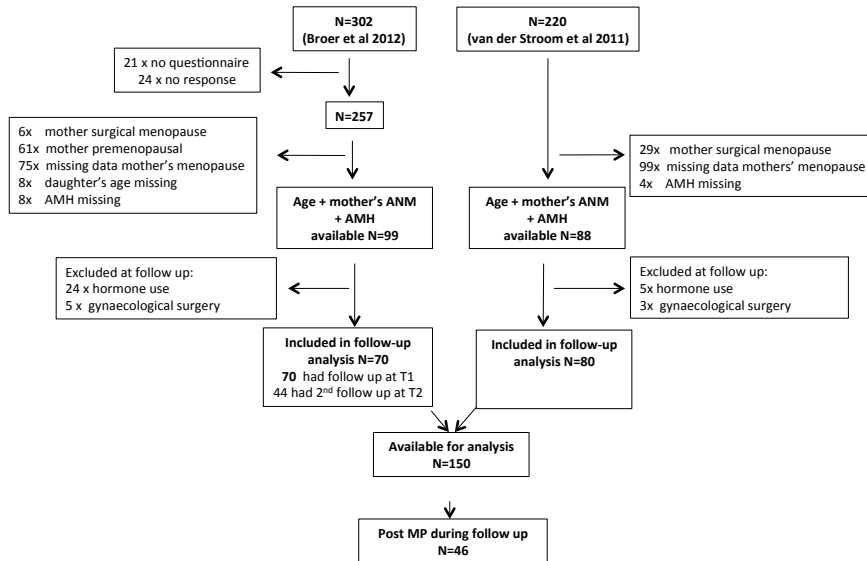 N=302
(Broer et al 2012)
N=220
(van der Stroom et al 2011)
21 x no questionnaire
24 x no response
N=257
6x mother surgical menopause
61x mother premenopausal
75x missing data mother's menopause
8x daughter's age missing
8x AMH missing
29x mother surgical menopause
99x missing data mothers' menopause
4x AMH missing
Age + mother's ANM
+ AMH
available N=99
Age + mother's ANM
+ AMH
available N=88
Excluded at follow up:
24 x hormone use
5 x gynaecological surgery
Excluded at follow up:
5x hormone use
3x gynaecological surgery
Included in follow-up
analysis N=70
70 had follow up at T1
44 had 2nd follow up at T2
Included in follow-up
analysis N=80
Available for analysis
N=150
Post MP during follow up
N=46